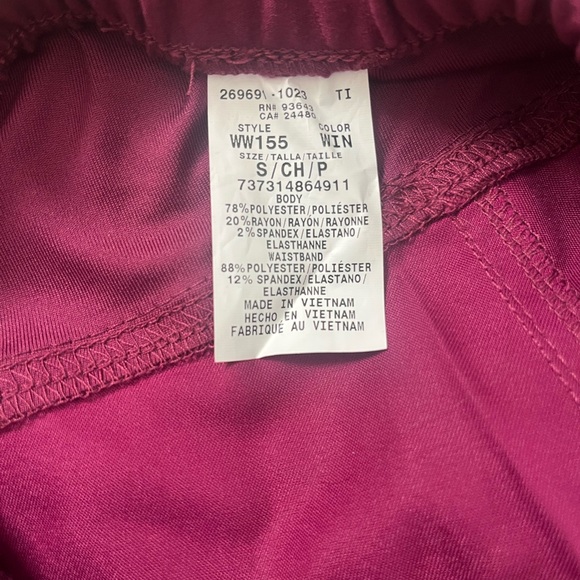 26969\-1023 TI
RN# 93643
CA# 24480
STYLE COLOR
WW155 WIN
SIZE/TALLA/TAILLE
S/CH/P
737314864911
BODY
78%POLYESTER/POLIÉSTER
20%RAYON/RAYÓN/RAYONNE
2%SPANDEX/ELASTANO/
ELASTHANNE
WAISTBAND
88%POLYESTER/POLIÉSTER
12%SPANDEX/ELASTANO/
ELASTHANNE
MADE IN VIETNAM
HECHO EN VIETNAM
FABRIQUÉ AU VIETNAM